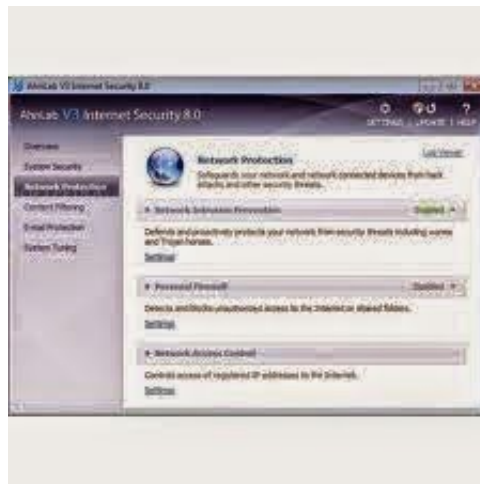 AhnLab V3 Internet Security 8.0
AhnLab V3 Internet Security 8.0
SETTINGS | UPDATE | HELP
Overview
System Security
Network Protection
Content Filtering
E-mail Protection
System Tuning
Network Protection
Log Viewer
Safeguards your network and network connected devices from hack
attacks and other security threats.
Network Intrusion Prevention
Enabled
Defends and proactively protects your network from security threats including worms
and Trojan horses.
Settings
Personal Firewall
Detects and blocks unauthorized access to the Internet or shared folders.
Settings
Network Access Control
Controls access of registered IP addresses to the Internet.
Settings